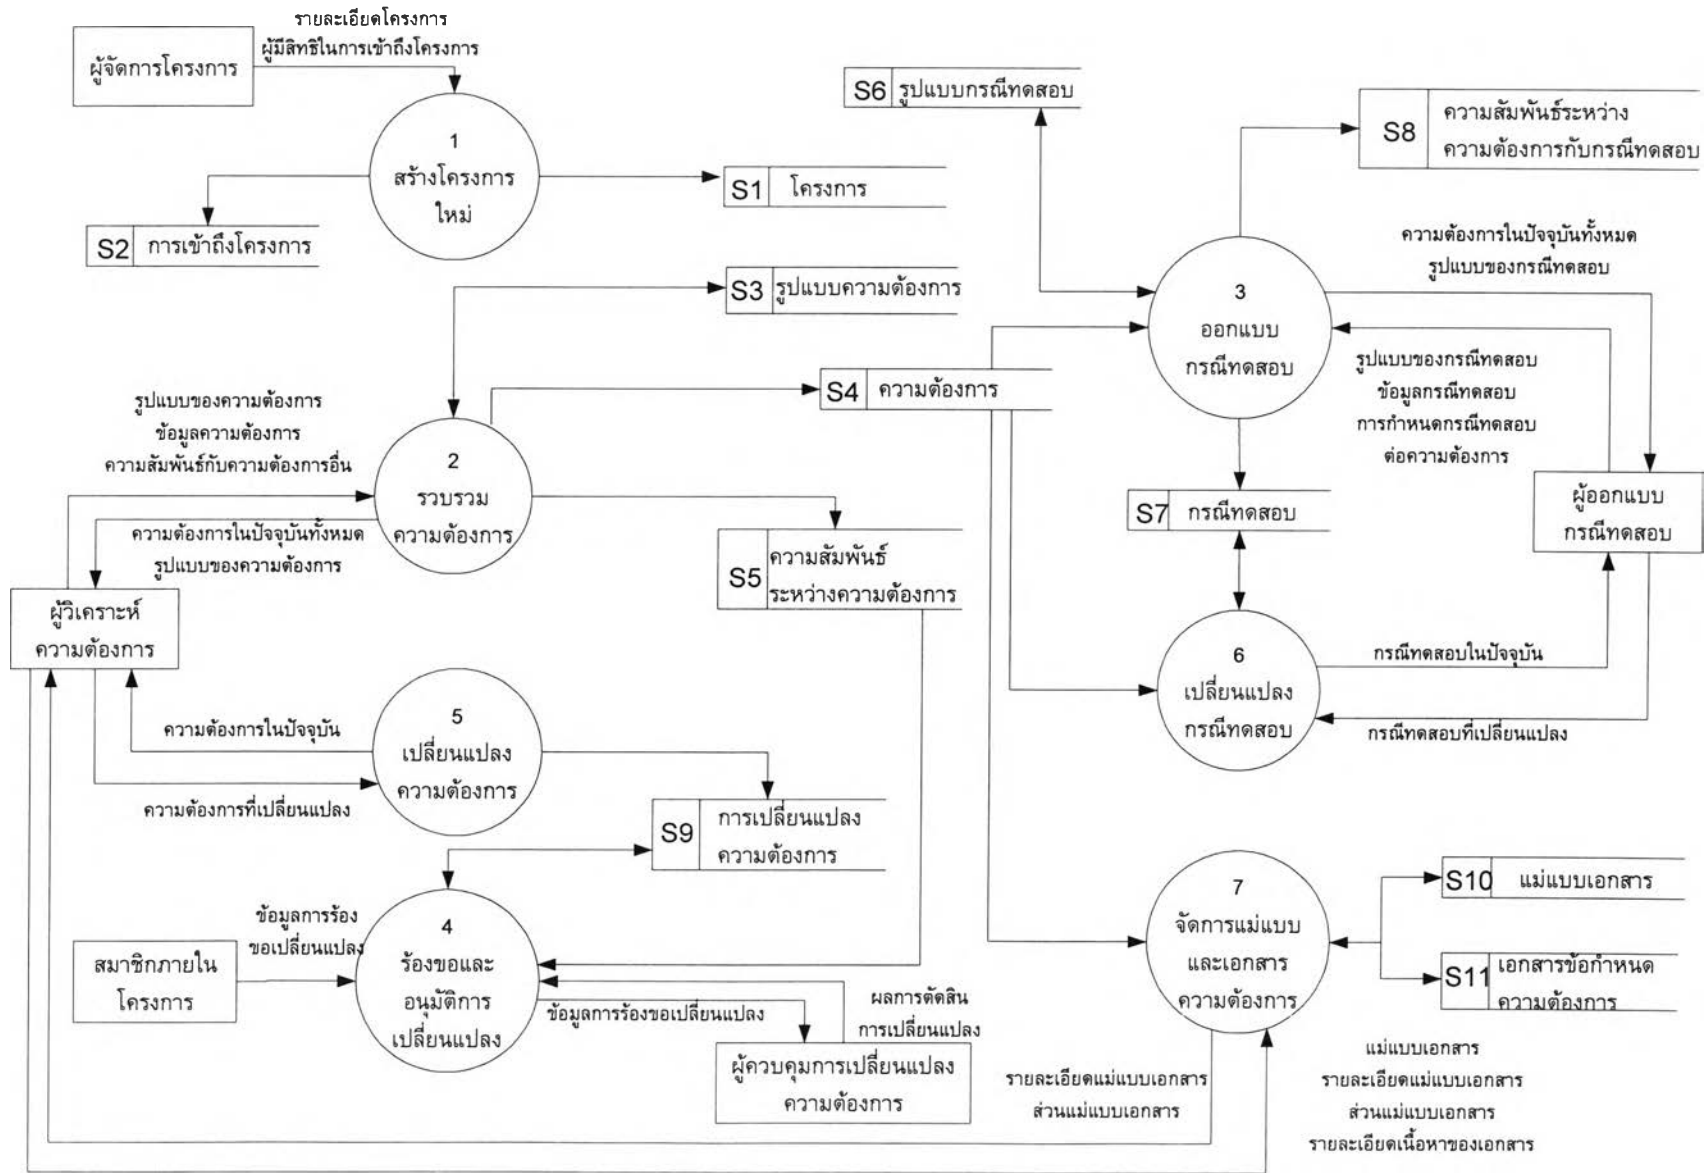 รายละเอียดโครงการ
ผู้มีสิทธิในการเข้าถึงโครงการ
ผู้จัดการโครงการ
1
สร้างโครงการ
ใหม่
S1 โครงการ
S2 การเข้าถึงโครงการ
S3 รูปแบบความต้องการ
S4 ความต้องการ
รูปแบบของความต้องการ
ข้อมูลความต้องการ
ความสัมพันธ์กับความต้องการอื่น
2
รวบรวม
ความต้องการ
ความต้องการในปัจจุบันทั้งหมด
รูปแบบของความต้องการ
S5 ความสัมพันธ์
ระหว่างความต้องการ
ผู้วิเคราะห์
ความต้องการ
5
เปลี่ยนแปลง
ความต้องการ
ความต้องการในปัจจุบัน
ความต้องการที่เปลี่ยนแปลง
S9 การเปลี่ยนแปลง
ความต้องการ
ข้อมูลการร้อง
ขอเปลี่ยนแปลง
สมาชิกภายใน
โครงการ
4
ร้องขอและ
อนุมัติการ
เปลี่ยนแปลง
ข้อมูลการร้องขอเปลี่ยนแปลง
ผลการตัดสิน
การเปลี่ยนแปลง
ผู้ควบคุมการเปลี่ยนแปลง
ความต้องการ
S6 รูปแบบกรณีทดสอบ
S8 ความสัมพันธ์ระหว่าง
ความต้องการกับกรณีทดสอบ
3
ออกแบบ
กรณีทดสอบ
ความต้องการในปัจจุบันทั้งหมด
รูปแบบของกรณีทดสอบ
รูปแบบของกรณีทดสอบ
ข้อมูลกรณีทดสอบ
การกำหนดกรณีทดสอบ
ต่อความต้องการ
S7 กรณีทดสอบ
ผู้ออกแบบ
กรณีทดสอบ
6
เปลี่ยนแปลง
กรณีทดสอบ
กรณีทดสอบในปัจจุบัน
กรณีทดสอบที่เปลี่ยนแปลง
7
จัดการแม่แบบ
และเอกสาร
ความต้องการ
S10 แม่แบบเอกสาร
S11 เอกสารข้อกำหนด
ความต้องการ
รายละเอียดแม่แบบเอกสาร
ส่วนแม่แบบเอกสาร
แม่แบบเอกสาร
รายละเอียดแม่แบบเอกสาร
ส่วนแม่แบบเอกสาร
รายละเอียดเนื้อหาของเอกสาร